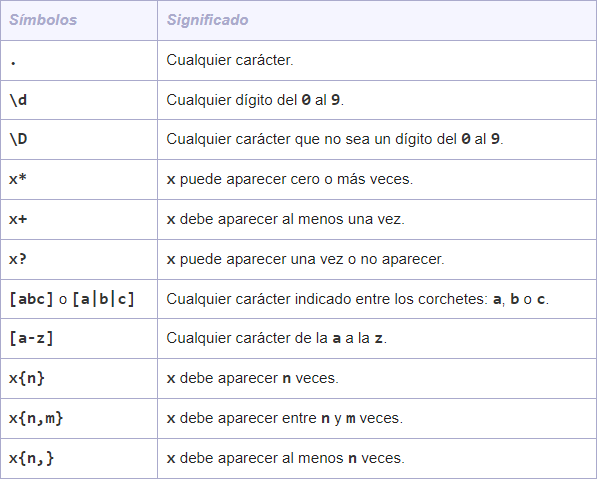 Símbolos Significado
. Cualquier carácter.
\d Cualquier dígito del 0 al 9.
\D Cualquier carácter que no sea un dígito del 0 al 9.
x* x puede aparecer cero o más veces.
x+ x debe aparecer al menos una vez.
x? x puede aparecer una vez o no aparecer.
[abc] o [a|b|c] Cualquier carácter indicado entre los corchetes: a, b o c.
[a-z] Cualquier carácter de la a a la z.
x{n} x debe aparecer n veces.
x{n,m} x debe aparecer entre n y m veces.
x{n,} x debe aparecer al menos n veces.